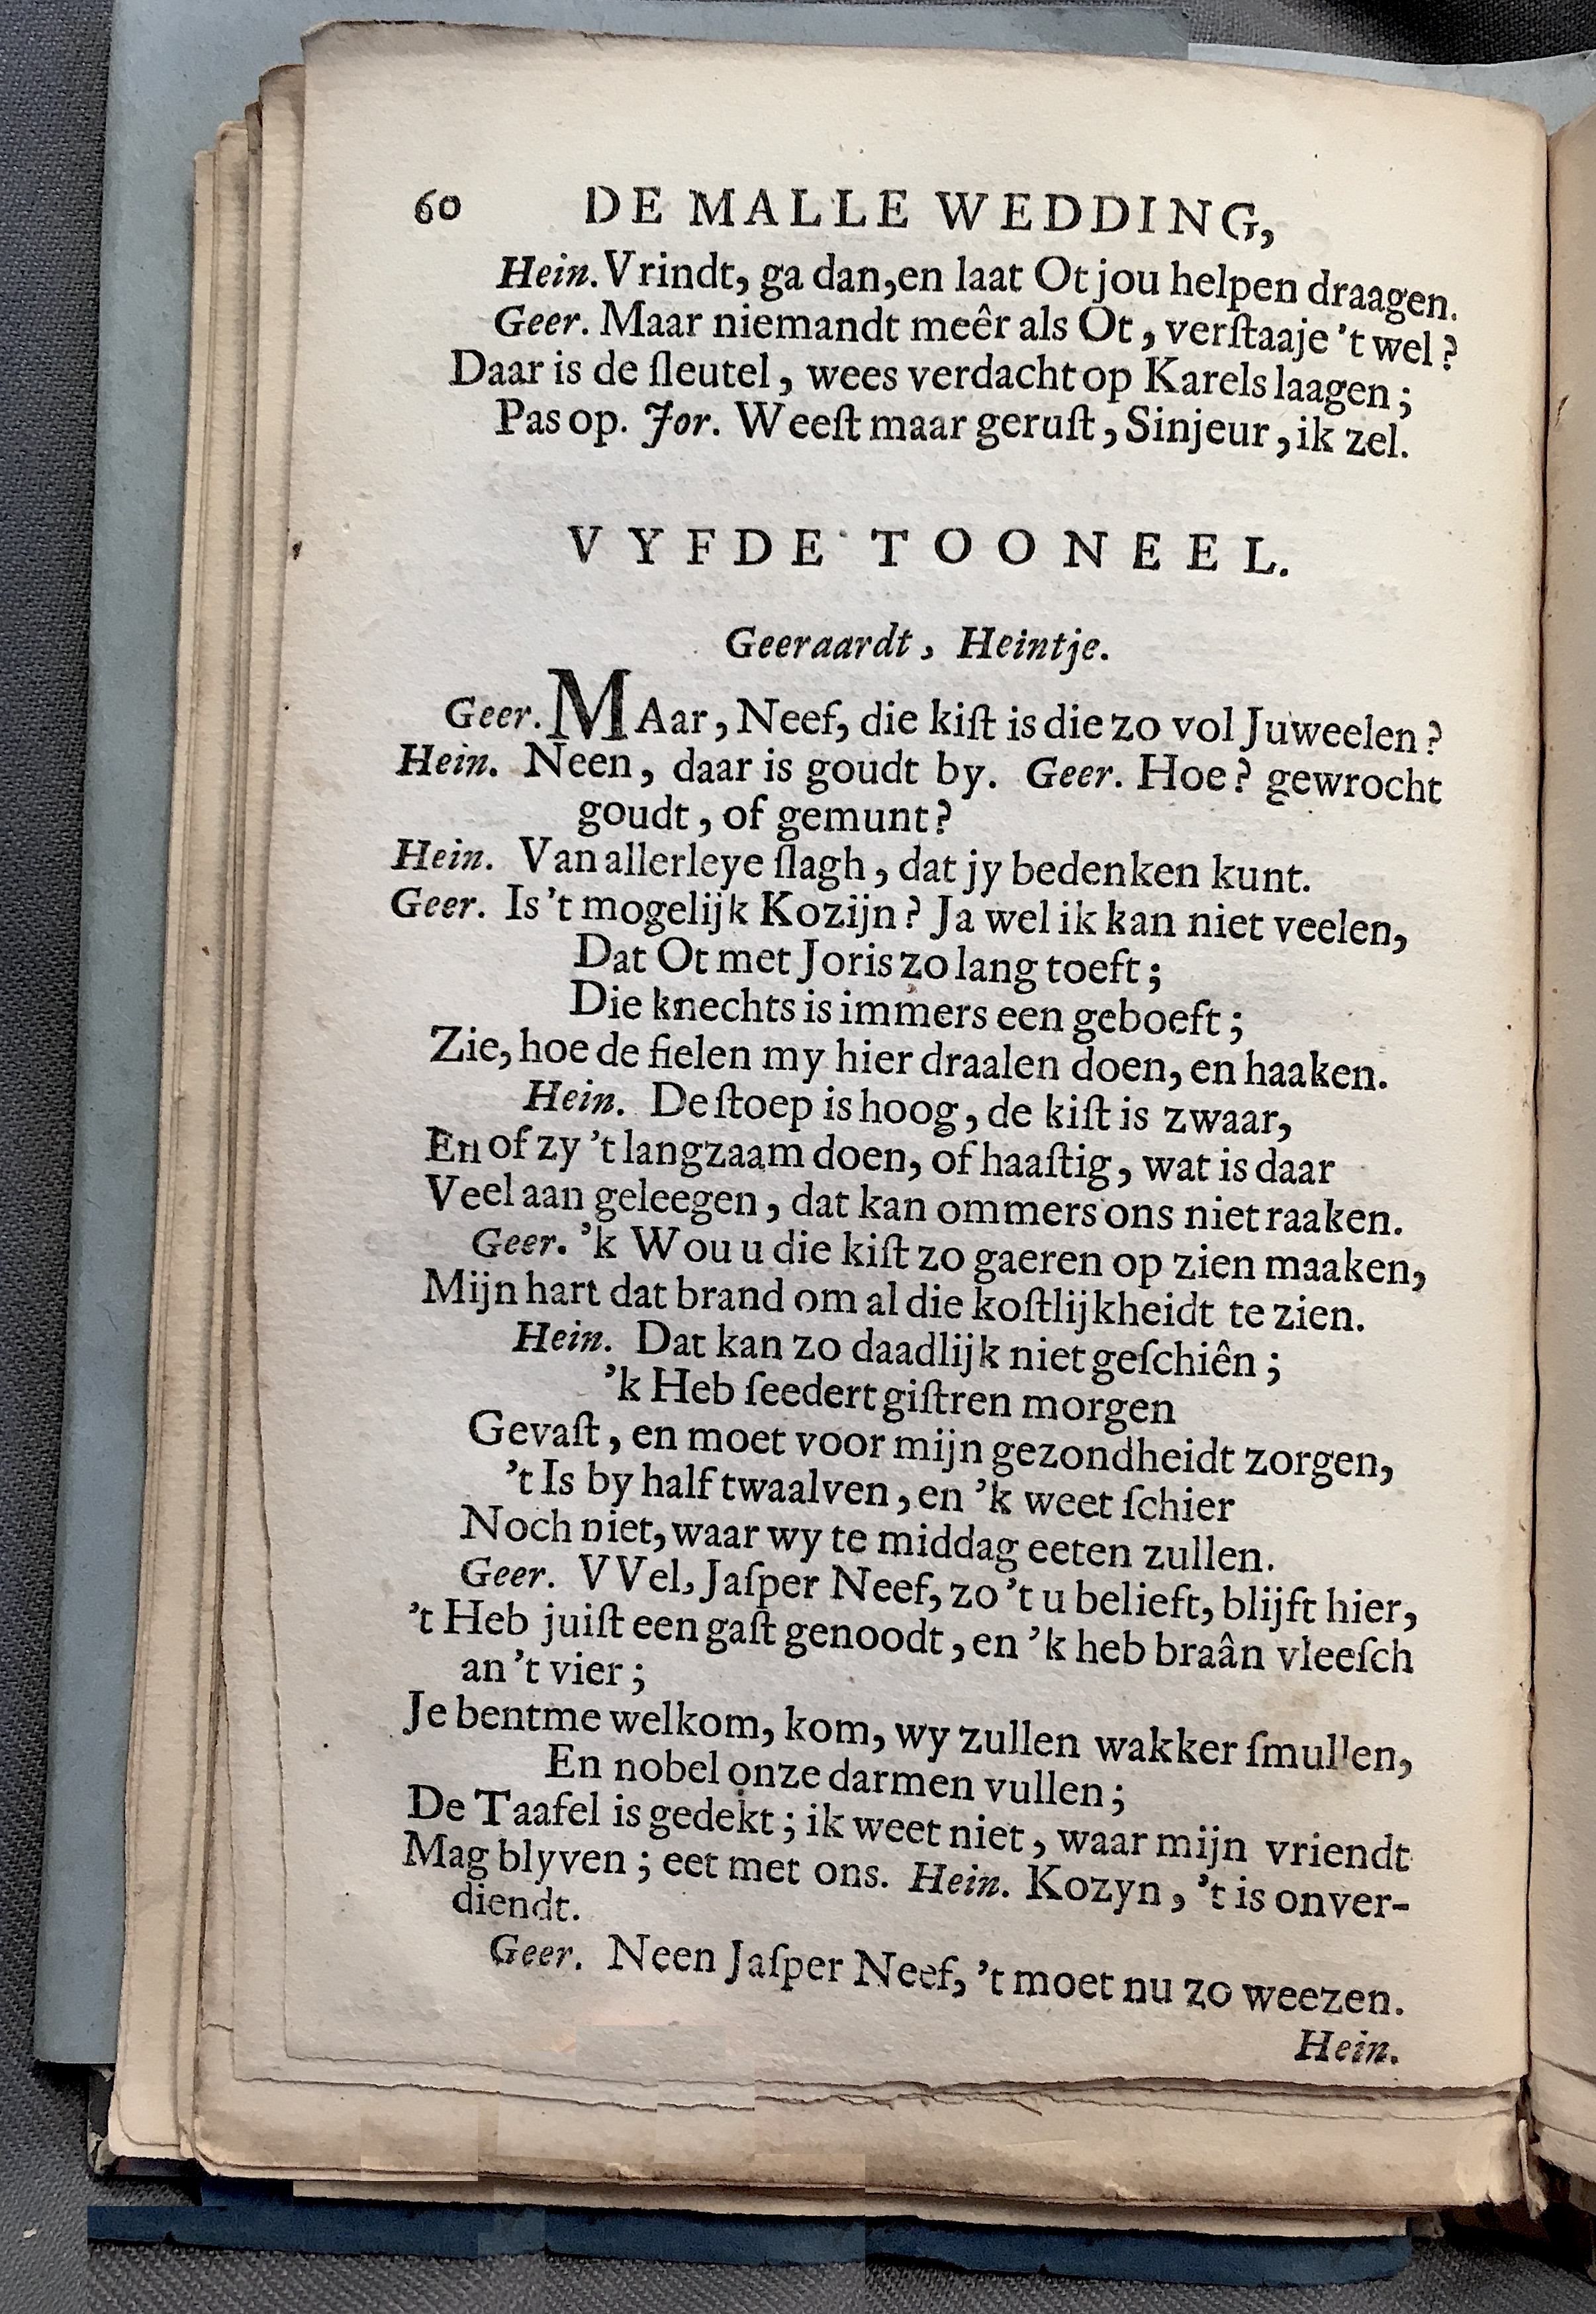 60 DE MALLE WEDDING,
Hein. Vrindt, ga dan, en laat Ot jou helpen draagen.
Geer. Maar niemandt meêr als Ot, verſtaaje 't wel?
Daar is de ſleutel, wees verdacht op Karels laagen;
Pas op. Jor. Weeſt maar geruſt, Sinjeur, ik zel.
VYFDE TOONEEL.
Geeraardt, Heintje.
Geer. MAar, Neef, die kiſt is die zo vol Juweelen?
Hein. Neen, daar is goudt by. Geer. Hoe? gewrocht
goudt, of gemunt?
Hein. Van allerleye ſlagh, dat jy bedenken kunt.
Geer. Is 't mogelijk Kozijn? Ja wel ik kan niet veelen,
Dat Ot met Joris zo lang toeft;
Die knechts is immers een geboeft;
Zie, hoe de fielen my hier draalen doen, en haaken.
Hein. De ſtoep is hoog, de kiſt is zwaar,
En of zy 't langzaam doen, of haaſtig, wat is daar
Veel aan geleegen, dat kan ommers ons niet raaken.
Geer. 'k Wou u die kiſt zo gaeren op zien maaken,
Mijn hart dat brand om al die koſtlijkheidt te zien.
Hein. Dat kan zo daadlijk niet geſchiên;
'k Heb ſeedert giſtren morgen
Gevaſt, en moet voor mijn gezondheidt zorgen,
't Is by half twaalven, en 'k weet ſchier
Noch niet, waar wy te middag eeten zullen.
Geer. VVel, Jaſper Neef, zo 't u belieft, blijft hier,
't Heb juiſt een gaſt genoodt, en 'k heb braân vleeſch
an 't vier;
Je bentme welkom, kom, wy zullen wakker ſmullen,
En nobel onze darmen vullen;
De Taafel is gedekt; ik weet niet, waar mijn vriendt
Mag blyven; eet met ons. Hein. Kozyn, 't is onver-
diendt.
Geer. Neen Jaſper Neef, 't moet nu zo weezen.
Hein.